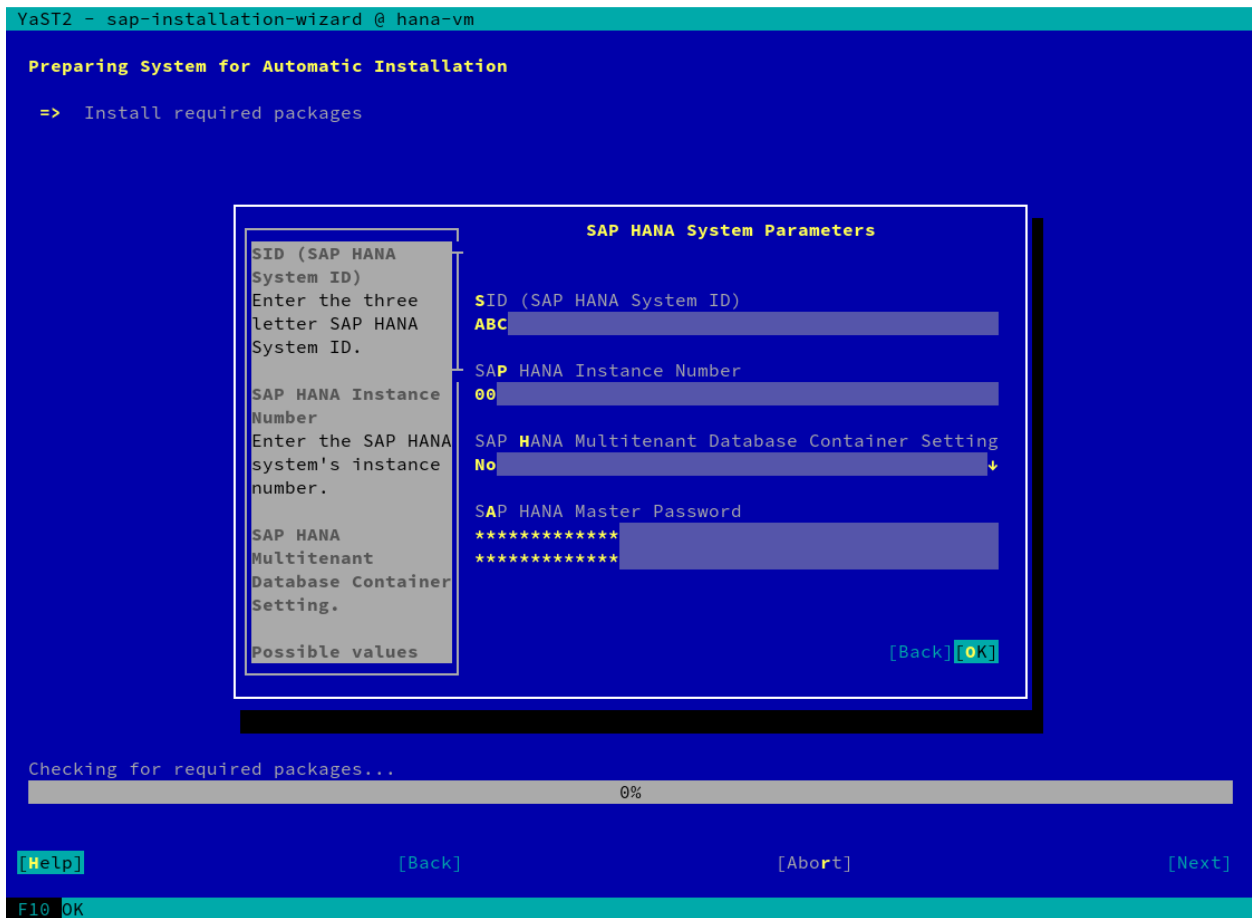 YaST2 - sap-installation-wizard @ hana-vm
Preparing System for Automatic Installation
=> Install required packages
SAP HANA System Parameters
SID (SAP HANA
System ID)
Enter the three
letter SAP HANA
System ID.
SAP HANA Instance
Number
Enter the SAP HANA
system's instance
number.
SAP HANA
Multitenant
Database Container
Setting.
Possible values
SID (SAP HANA System ID)
ABC
SAP HANA Instance Number
00
SAP HANA Multitenant Database Container Setting
No ↓
SAP HANA Master Password
*************
*************
[Back][OK]
Checking for required packages...
0%
[Help] [Back] [Abort] [Next]
F10 OK